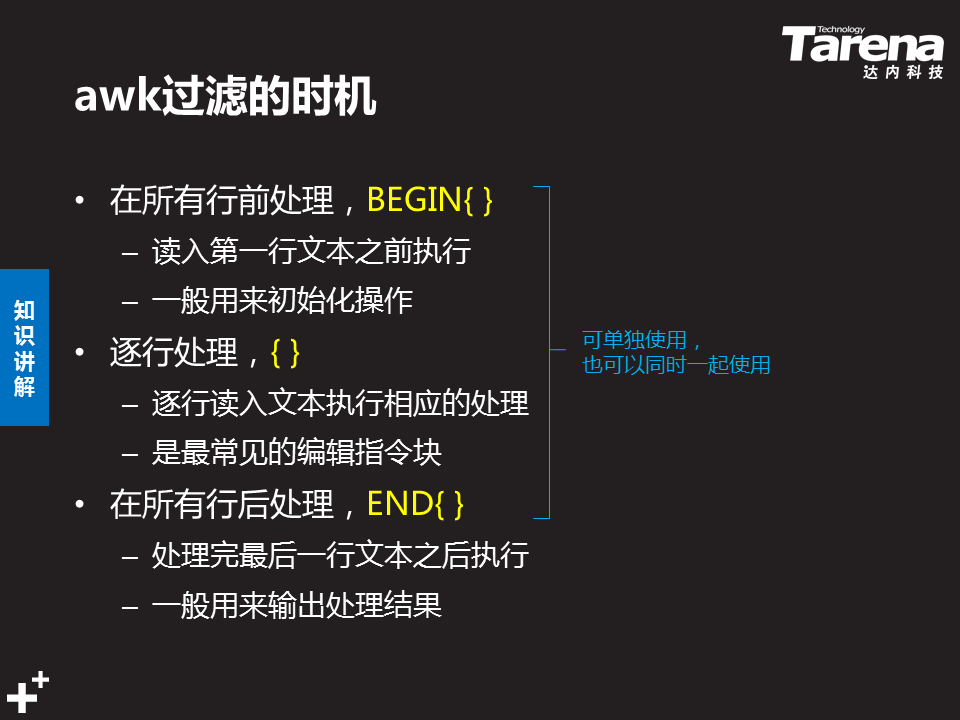 Technology
Tarena
达内科技
awk过滤的时机
• 在所有行前处理，BEGIN{ }
– 读入第一行文本之前执行
– 一般用来初始化操作
• 逐行处理，{ }
– 逐行读入文本执行相应的处理
– 是最常见的编辑指令块
• 在所有行后处理，END{ }
– 处理完最后一行文本之后执行
– 一般用来输出处理结果
可单独使用，
也可以同时一起使用
知识讲解